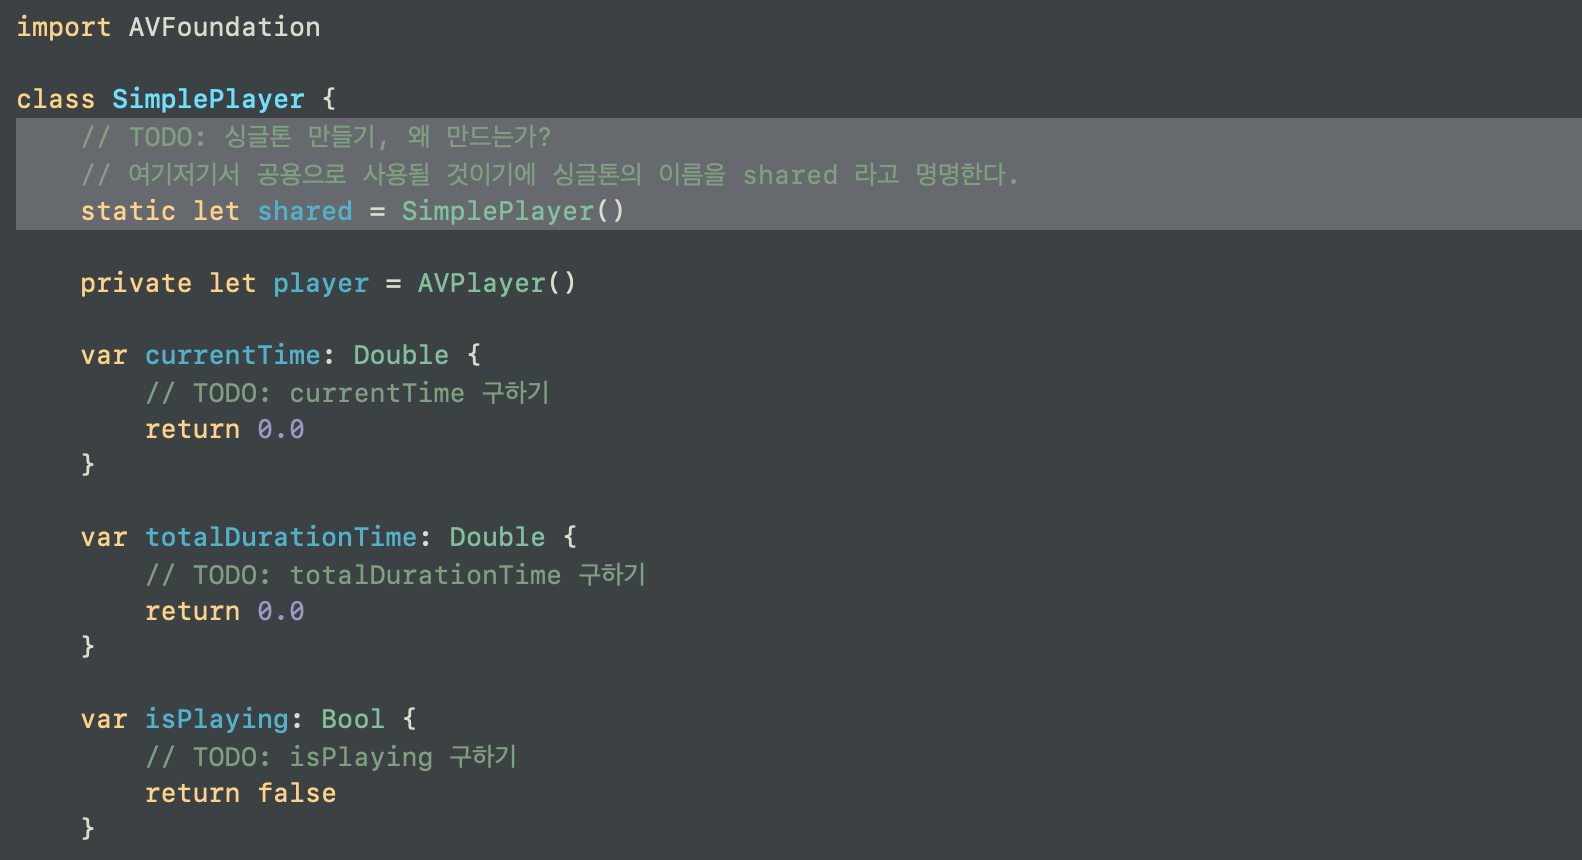 import AVFoundation
class SimplePlayer {
// TODO: 싱글톤 만들기, 왜 만드는가?
// 여기저기서 공용으로 사용될 것이기에 싱글톤의 이름을 shared 라고 명명한다.
static let shared = SimplePlayer()
private let player = AVPlayer()
var currentTime: Double {
// TODO: currentTime 구하기
return 0.0
}
var totalDurationTime: Double {
// TODO: totalDurationTime 구하기
return 0.0
}
var isPlaying: Bool {
// TODO: isPlaying 구하기
return false
}